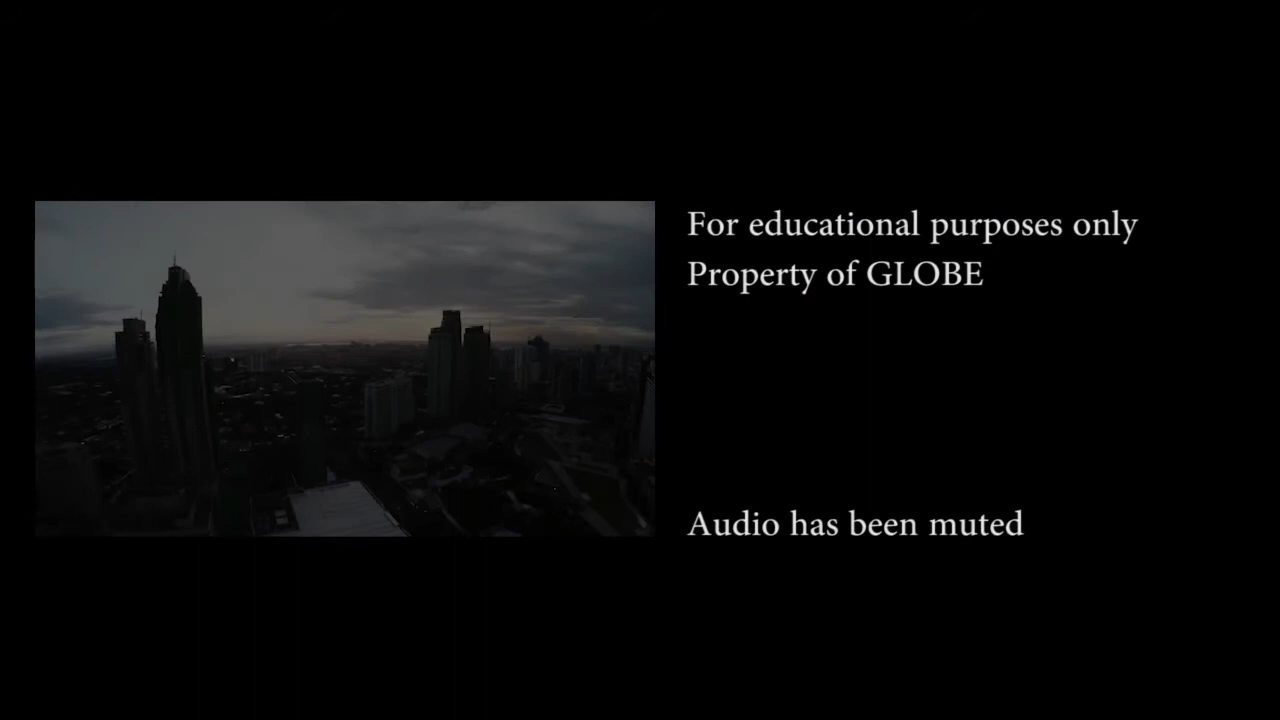 For educational purposes only
Property of GLOBE
Audio has been muted